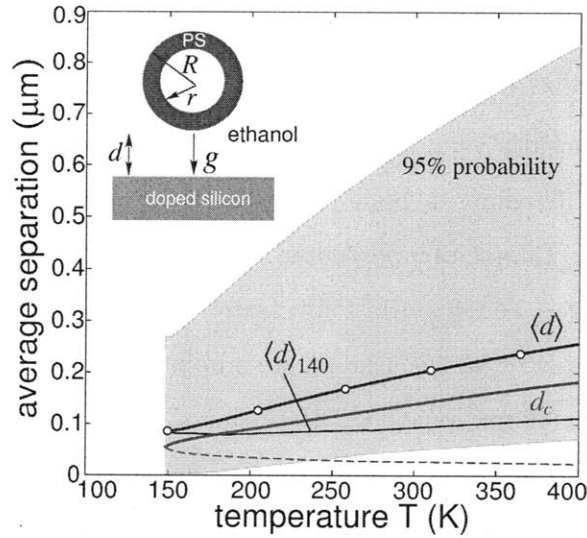 0.9
0.8
0.7
0.6
0.5
0.4
0.3
0.2
0.1
0
average separation (μm)
PS
R
r
ethanol
d
g
doped silicon
95% probability
⟨d⟩
⟨d⟩₁₄₀
d_c
100 150 200 250 300 350 400
temperature T (K)